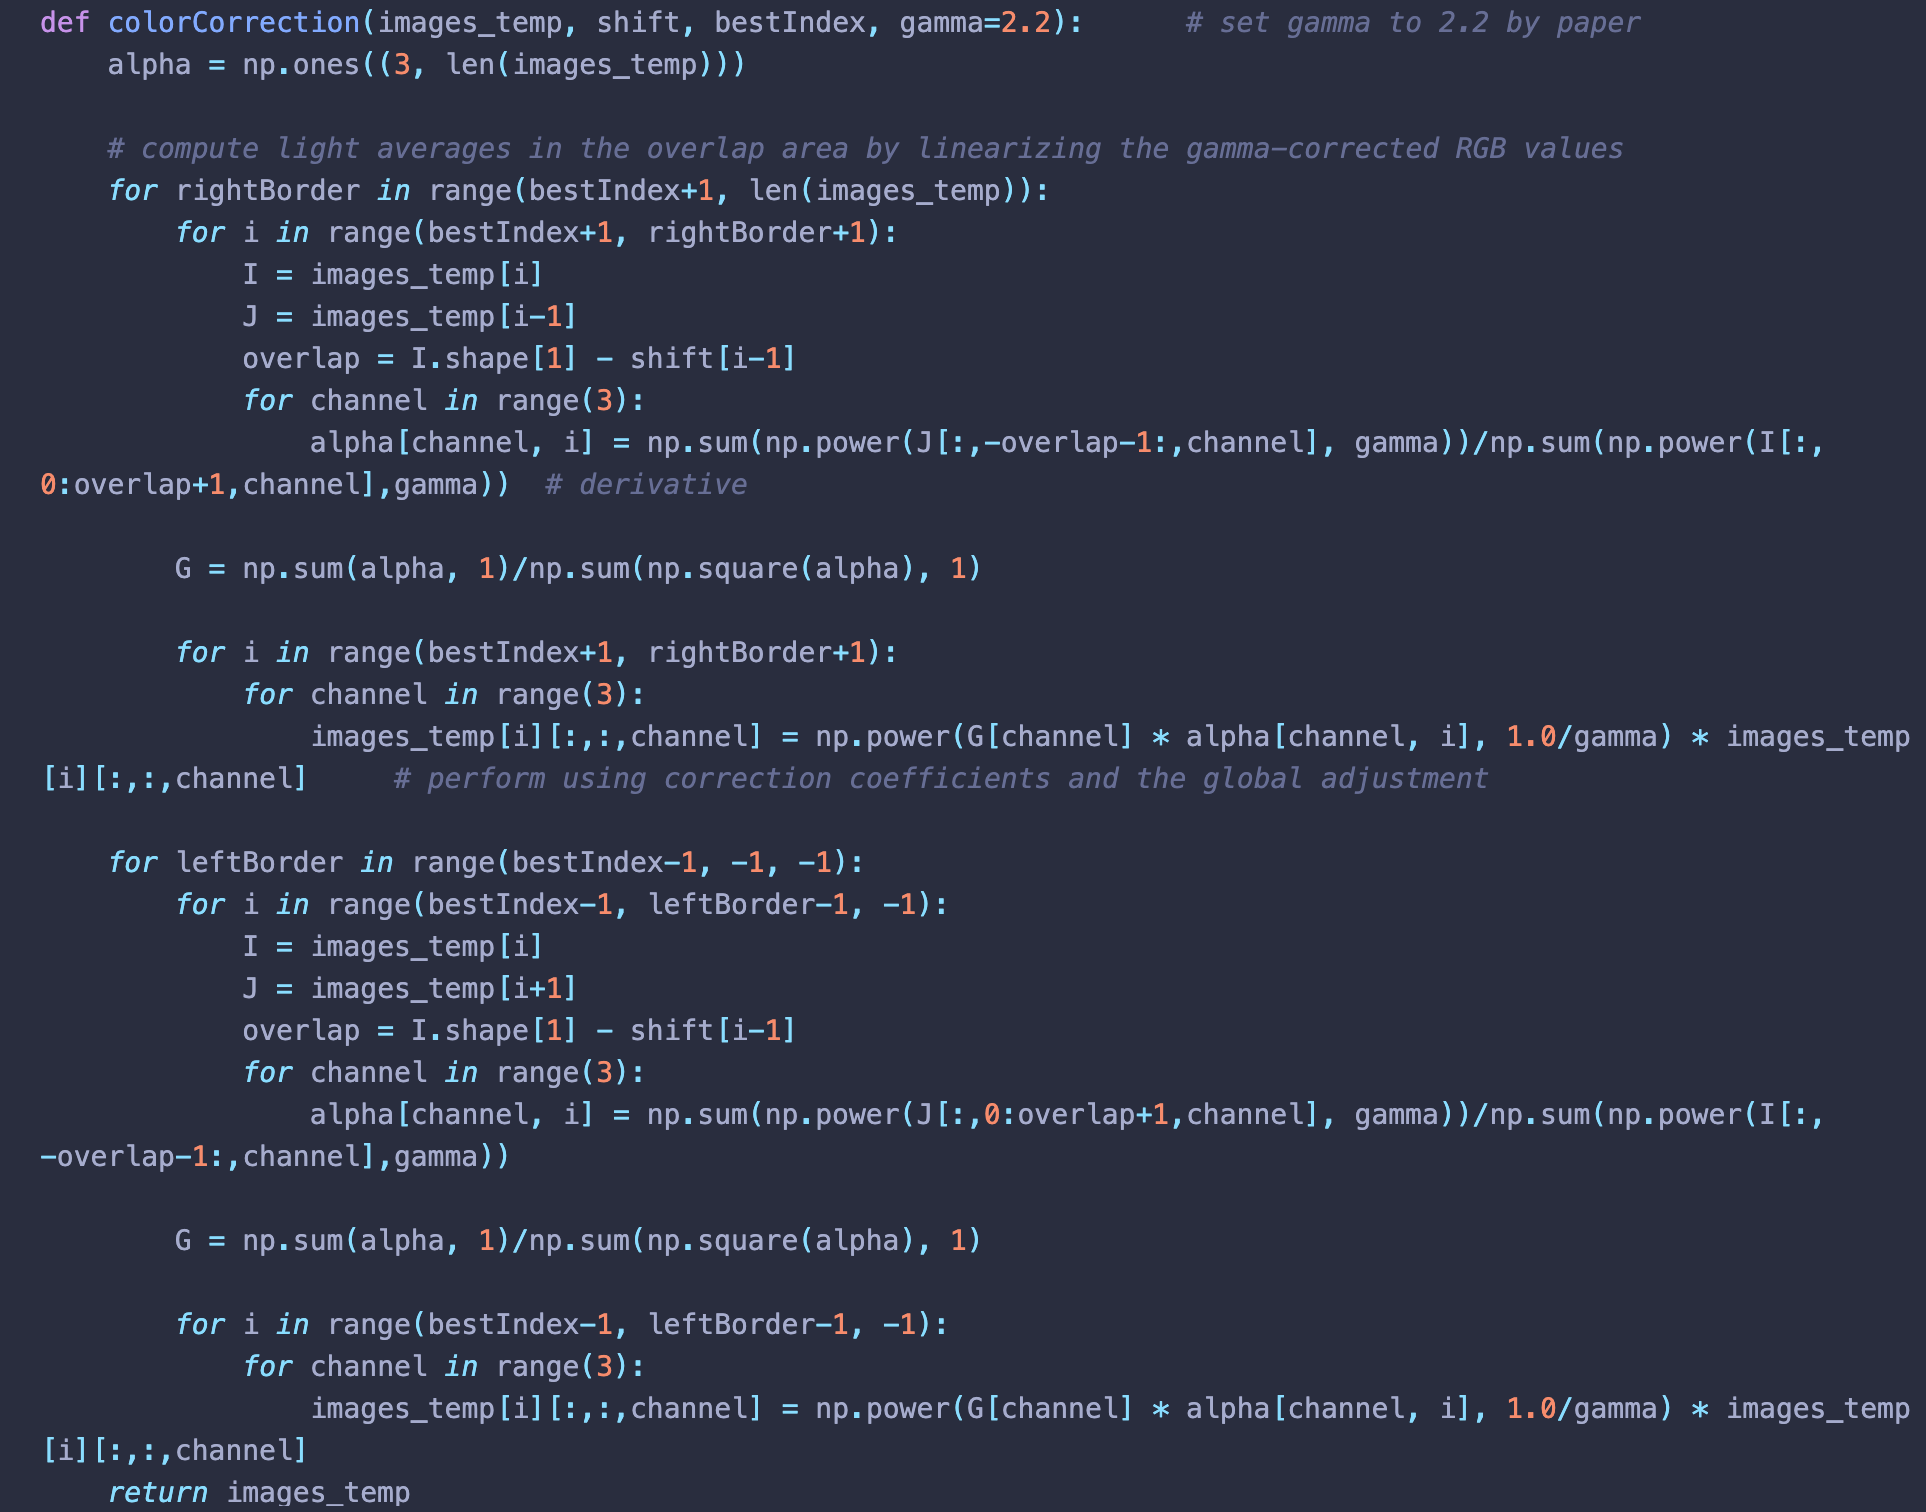 def colorCorrection(images_temp, shift, bestIndex, gamma=2.2):      # set gamma to 2.2 by paper
    alpha = np.ones((3, len(images_temp)))

    # compute light averages in the overlap area by linearizing the gamma-corrected RGB values
    for rightBorder in range(bestIndex+1, len(images_temp)):
        for i in range(bestIndex+1, rightBorder+1):
            I = images_temp[i]
            J = images_temp[i-1]
            overlap = I.shape[1] - shift[i-1]
            for channel in range(3):
                alpha[channel, i] = np.sum(np.power(J[:,-overlap-1:,channel], gamma))/np.sum(np.power(I[:,
0:overlap+1,channel],gamma))  # derivative

        G = np.sum(alpha, 1)/np.sum(np.square(alpha), 1)

        for i in range(bestIndex+1, rightBorder+1):
            for channel in range(3):
                images_temp[i][:,:,channel] = np.power(G[channel] * alpha[channel, i], 1.0/gamma) * images_temp
[i][:,:,channel]     # perform using correction coefficients and the global adjustment

    for leftBorder in range(bestIndex-1, -1, -1):
        for i in range(bestIndex-1, leftBorder-1, -1):
            I = images_temp[i]
            J = images_temp[i+1]
            overlap = I.shape[1] - shift[i-1]
            for channel in range(3):
                alpha[channel, i] = np.sum(np.power(J[:,0:overlap+1,channel], gamma))/np.sum(np.power(I[:,
-overlap-1:,channel],gamma))

        G = np.sum(alpha, 1)/np.sum(np.square(alpha), 1)

        for i in range(bestIndex-1, leftBorder-1, -1):
            for channel in range(3):
                images_temp[i][:,:,channel] = np.power(G[channel] * alpha[channel, i], 1.0/gamma) * images_temp
[i][:,:,channel]
    return images_temp